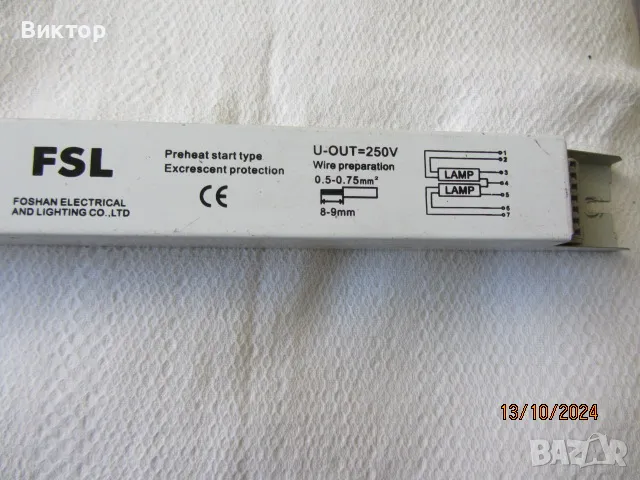 Виктор
FSL
FOSHAN ELECTRICAL
AND LIGHTING CO.,LTD
Preheat start type
Excrescent protection
CE
U-OUT=250V
Wire preparation
0.5-0.75mm²
8-9mm
LAMP
LAMP
1
2
3
4
5
6
7
13/10/2024
BAZAR